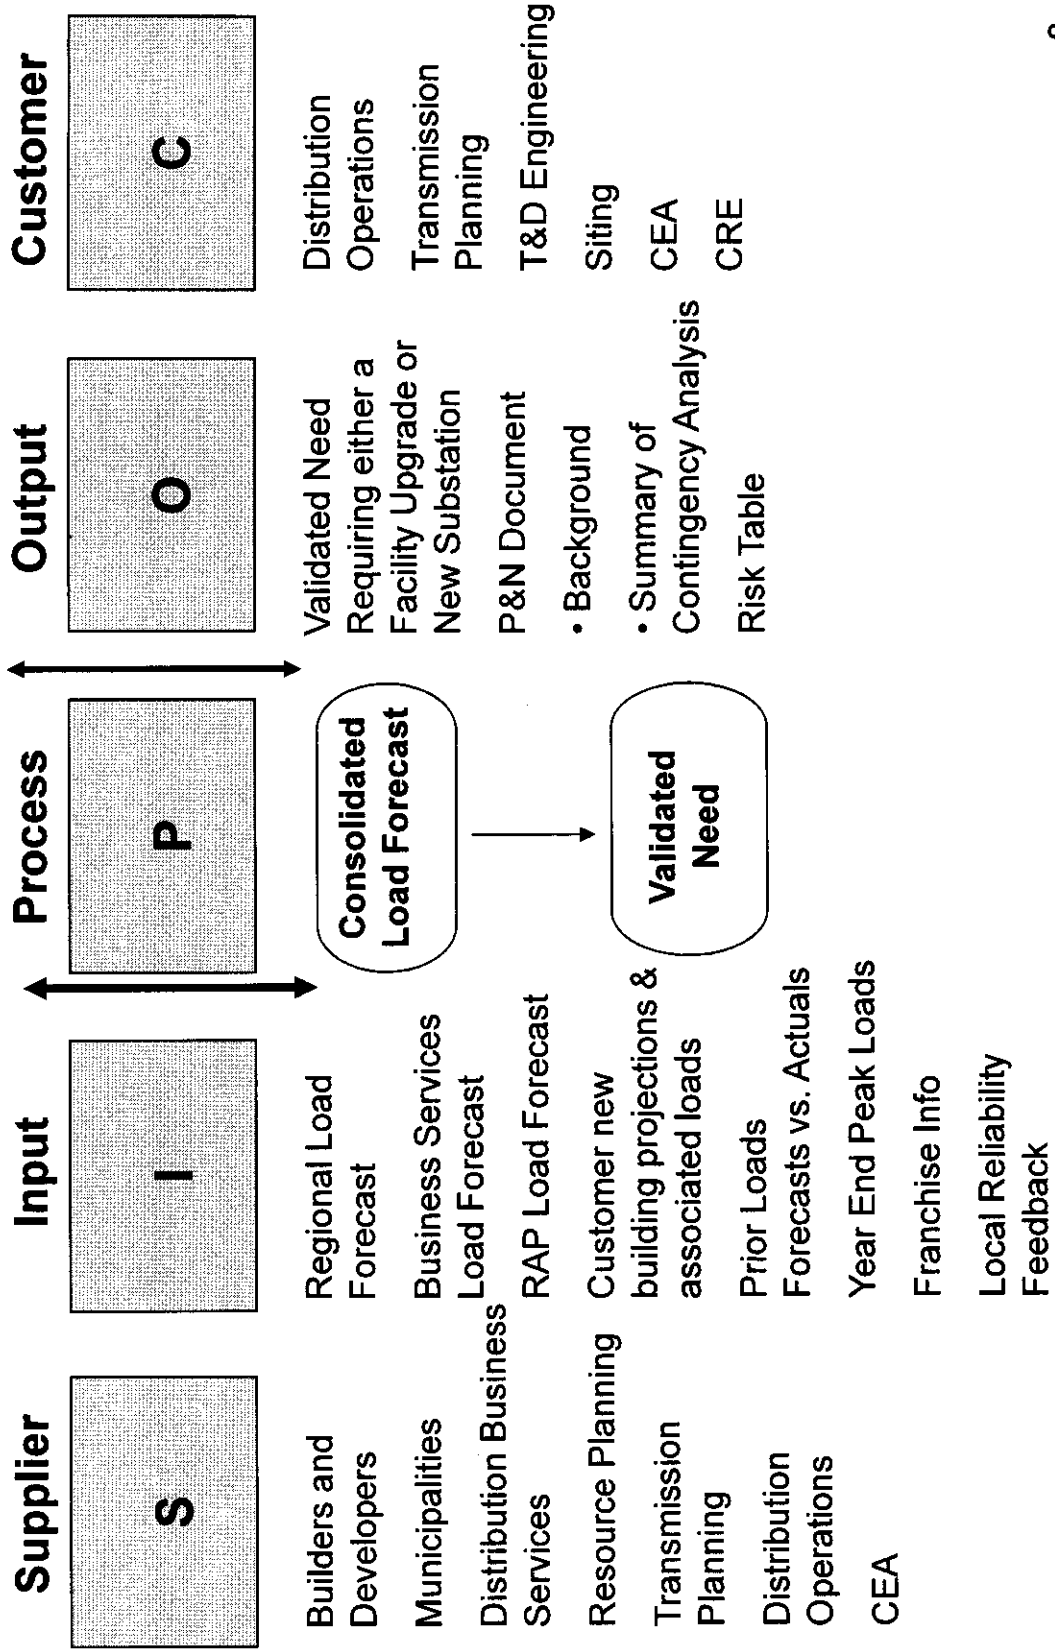 Supplier
S
Builders and
Developers
Municipalities
Distribution Business
Services
Resource Planning
Transmission
Planning
Distribution
Operations
CEA
Input
I
Regional Load
Forecast
Business Services
Load Forecast
RAP Load Forecast
Customer new
building projections &
associated loads
Prior Loads
Forecasts vs. Actuals
Year End Peak Loads
Franchise Info
Local Reliability
Feedback
Process
P
Consolidated
Load Forecast
Validated
Need
Output
O
Validated Need
Requiring either a
Facility Upgrade or
New Substation
P&N Document
• Background
• Summary of
Contingency Analysis
Risk Table
Customer
C
Distribution
Operations
Transmission
Planning
T&D Engineering
Siting
CEA
CRE